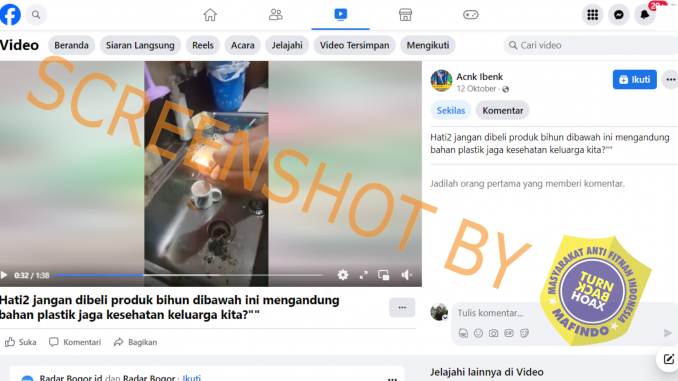 20+
Video
Beranda
Siaran Langsung
Reels
Acara
Jelajahi
Video Tersimpan
Mengikuti
Cari video
Acnk Ibenk
12 Oktober ·
Ikuti
Sekilas
Komentar
Hati2 jangan dibeli produk bihun dibawah ini mengandung
bahan plastik jaga kesehatan keluarga kita?""
Jadilah orang pertama yang memberi komentar.
SCREENSHOT BY
MASYARAKAT ANTI FITNAH INDONESIA
TURN
BACK
HOAX
MAFINDO
0:32 / 1:38
Hati2 jangan dibeli produk bihun dibawah ini mengandung
bahan plastik jaga kesehatan keluarga kita?""
Suka
Komentari
Bagikan
Tulis komentar...
GIF
Radar Bogor.id dan Radar Bogor · Ikuti
Jelajahi lainnya di Video